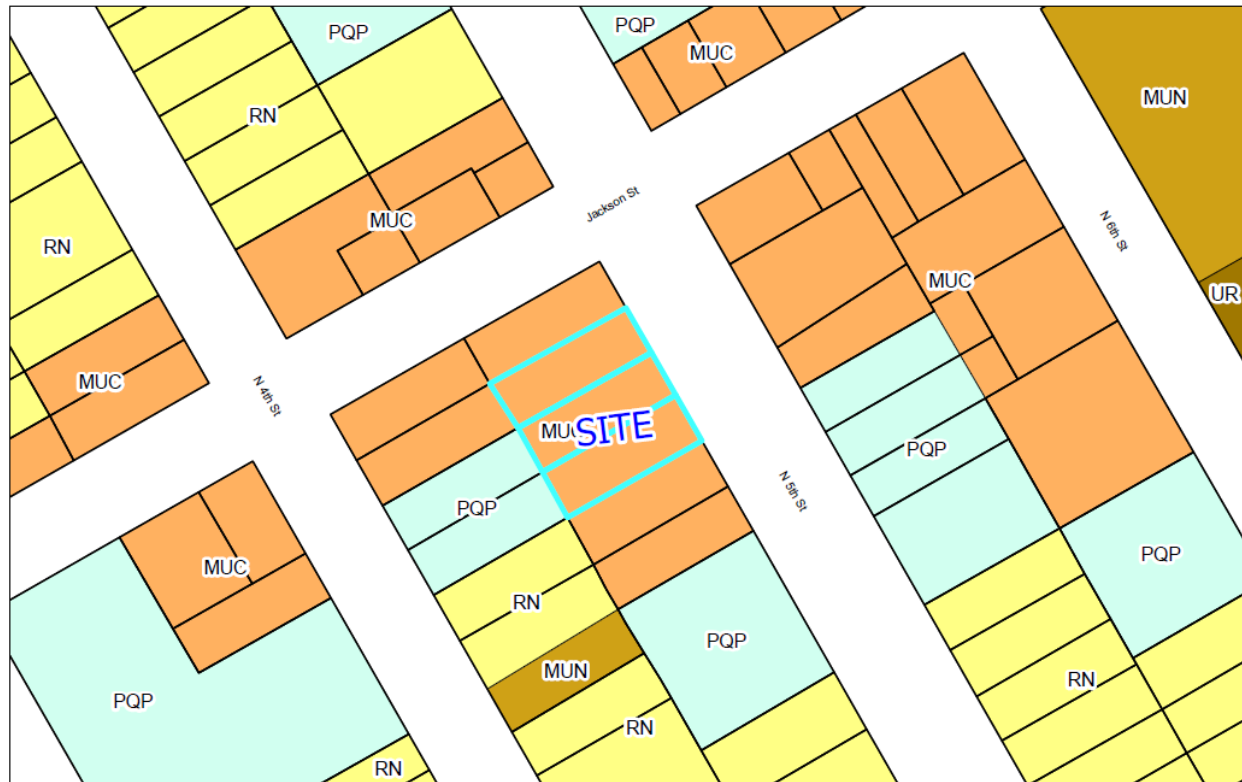 PQP
PQP
MUC
MUN
RN
Jackson St
MUC
N 6th St
RN
MUC
UR
MUC
N 4th St
MUC
SITE
PQP
N 5th St
PQP
MUC
PQP
RN
PQP
MUN
RN
PQP
RN
RN